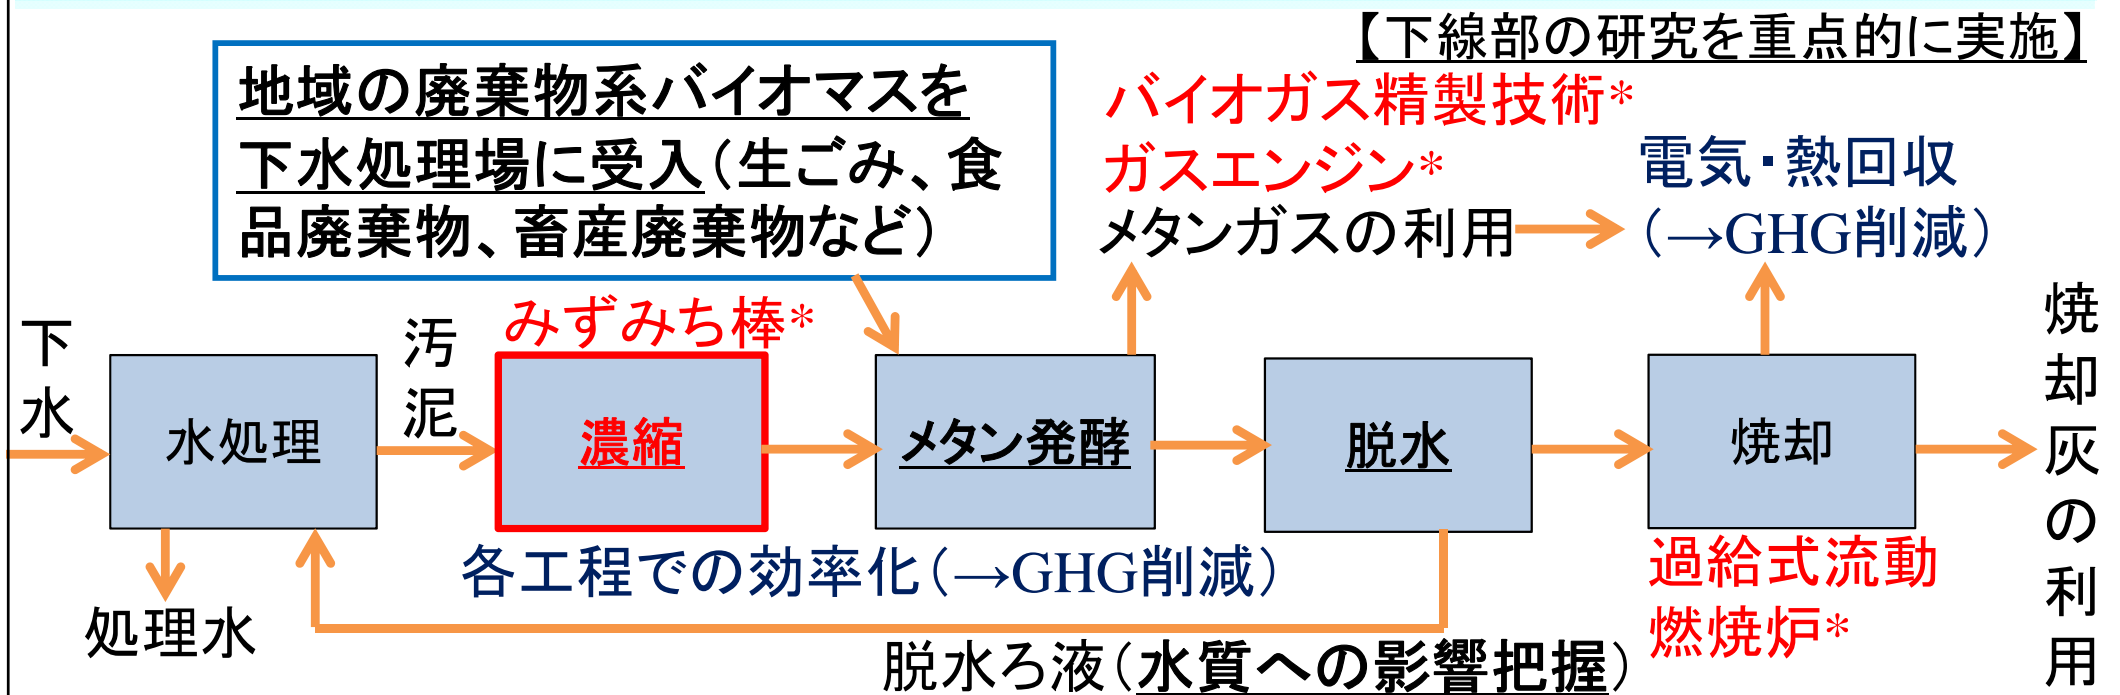 【下線部の研究を重点的に実施】
地域の廃棄物系バイオマスを
下水処理場に受入(生ごみ、食
品廃棄物、畜産廃棄物など)
バイオガス精製技術*
ガスエンジン*
メタンガスの利用
電気・熱回収
(→GHG削減)
下水
水処理
処理水
汚泥
みずみち棒*
濃縮
メタン発酵
脱水
焼却
焼却灰の利用
過給式流動
燃焼炉*
各工程での効率化(→GHG削減)
脱水ろ液(水質への影響把握)